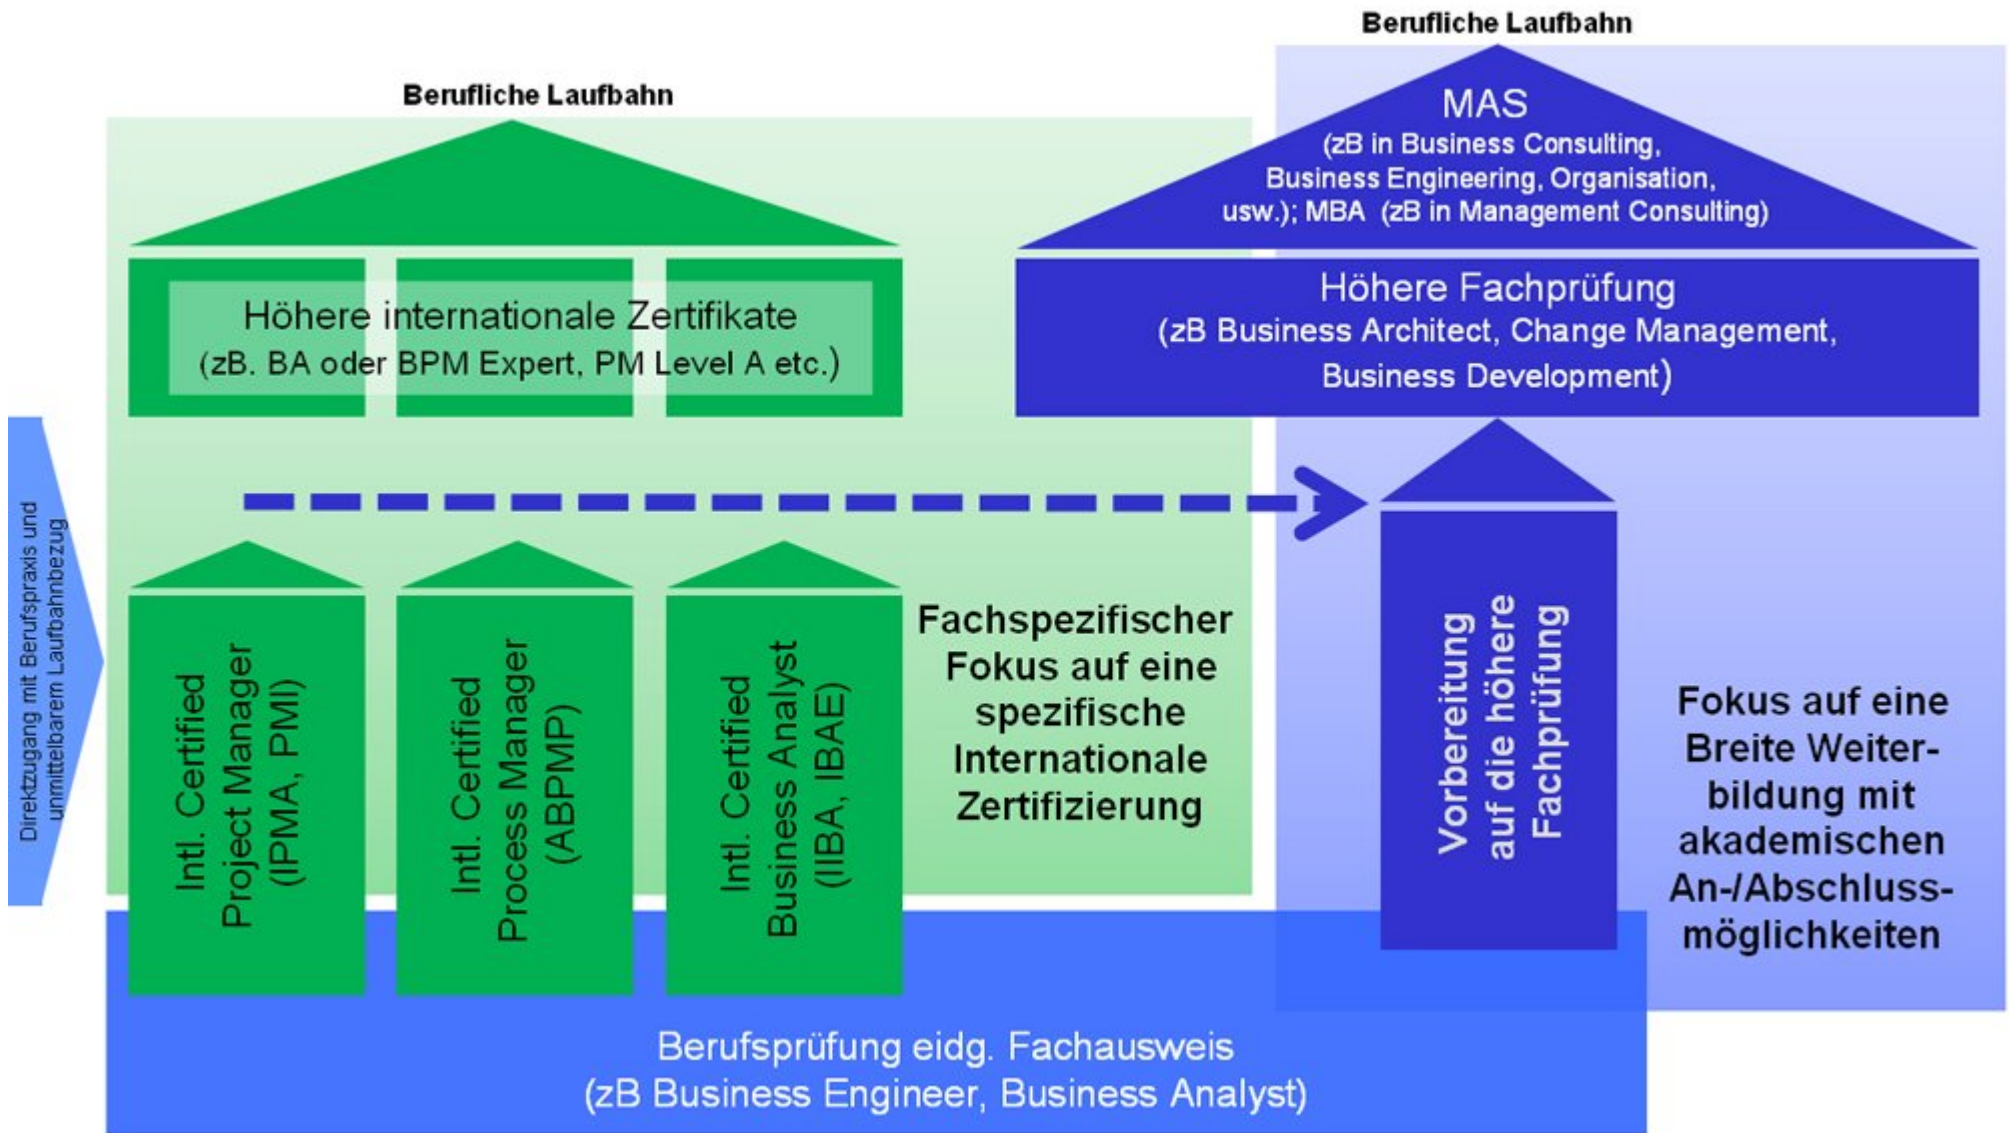 Berufliche Laufbahn
Berufliche Laufbahn
MAS
(zB in Business Consulting,
Business Engineering, Organisation,
usw.); MBA (zB in Management Consulting)
Höhere internationale Zertifikate
(zB. BA oder BPM Expert, PM Level A etc.)
Höhere Fachprüfung
(zB Business Architect, Change Management,
Business Development)
Direktzugang mit Berufspraxis und
unmittelbarem Laufbahnbezug
Intl. Certified
Project Manager
(IPMA, PMI)
Intl. Certified
Process Manager
(ABPMP)
Intl. Certified
Business Analyst
(IIBA, IBAE)
Fachspezifischer
Fokus auf eine
spezifische
Internationale
Zertifizierung
Vorbereitung
auf die höhere
Fachprüfung
Fokus auf eine
Breite Weiter-
bildung mit
akademischen
An-/Abschluss-
möglichkeiten
Berufsprüfung eidg. Fachausweis
(zB Business Engineer, Business Analyst)